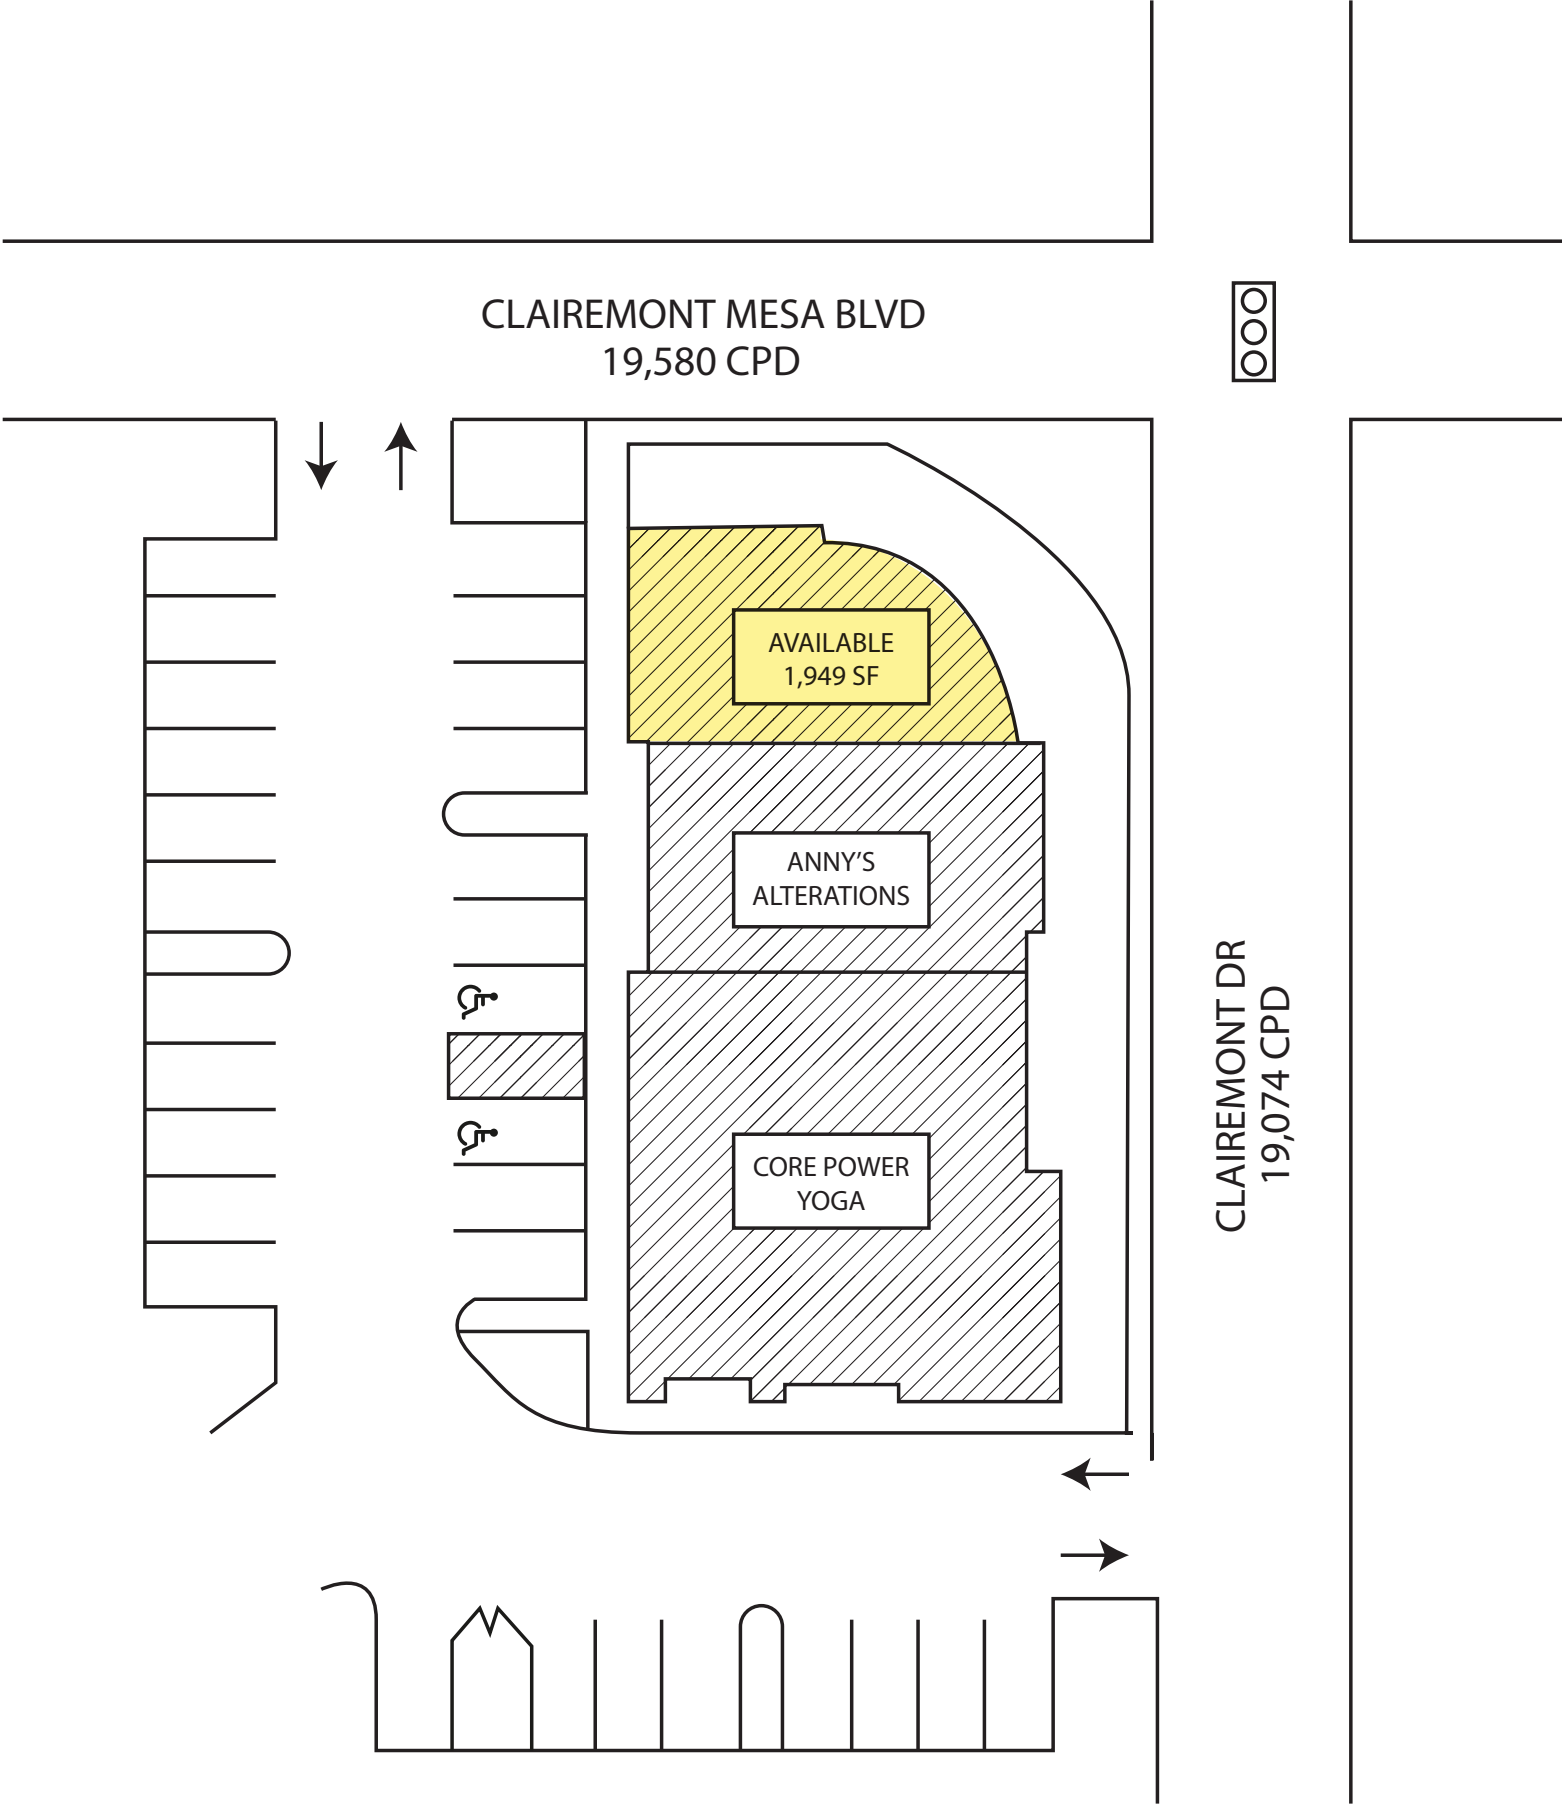 CLAIREMONT MESA BLVD
19,580 CPD
AVAILABLE
1,949 SF
ANNY’S
ALTERATIONS
CORE POWER
YOGA
CLAIREMONT DR
19,074 CPD